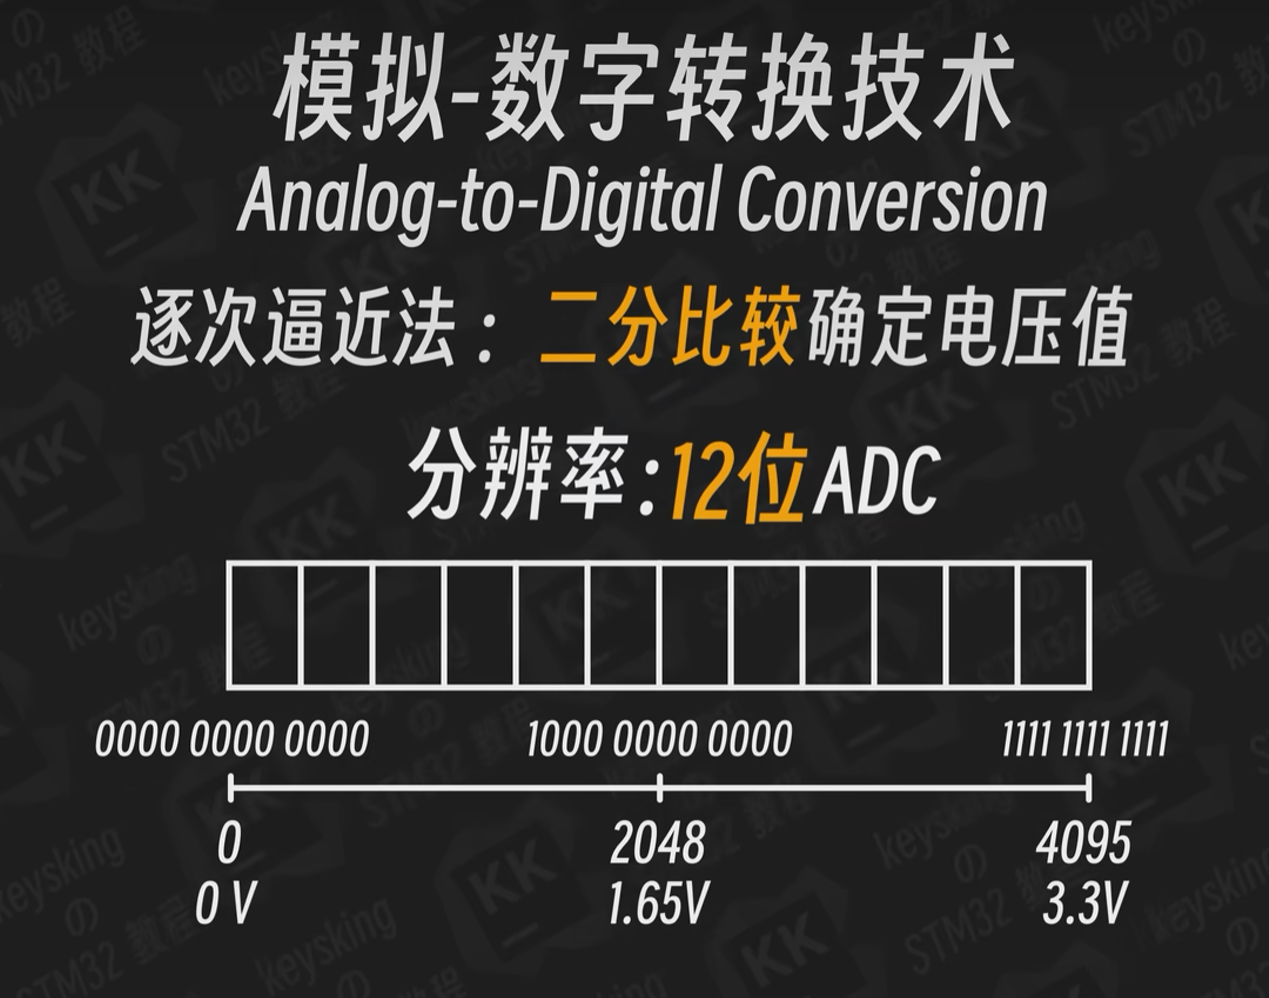 模拟-数字转换技术
Analog-to-Digital Conversion
逐次逼近法：二分比较确定电压值
分辨率:12位ADC
0000 0000 0000 1000 0000 0000 1111 1111 1111
0 2048 4095
0 V 1.65V 3.3V